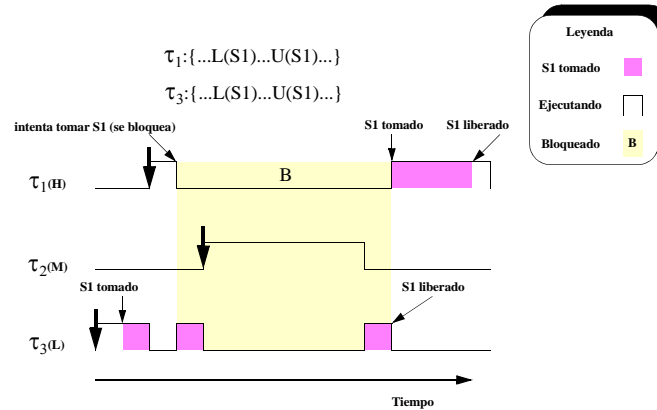 τ1:{...L(S1)...U(S1)...}
τ3:{...L(S1)...U(S1)...}
Leyenda
S1 tomado
Ejecutando
Bloqueado B
intenta tomar S1 (se bloquea)
S1 tomado
S1 liberado
τ1(H)
B
τ2(M)
S1 tomado
S1 liberado
τ3(L)
Tiempo